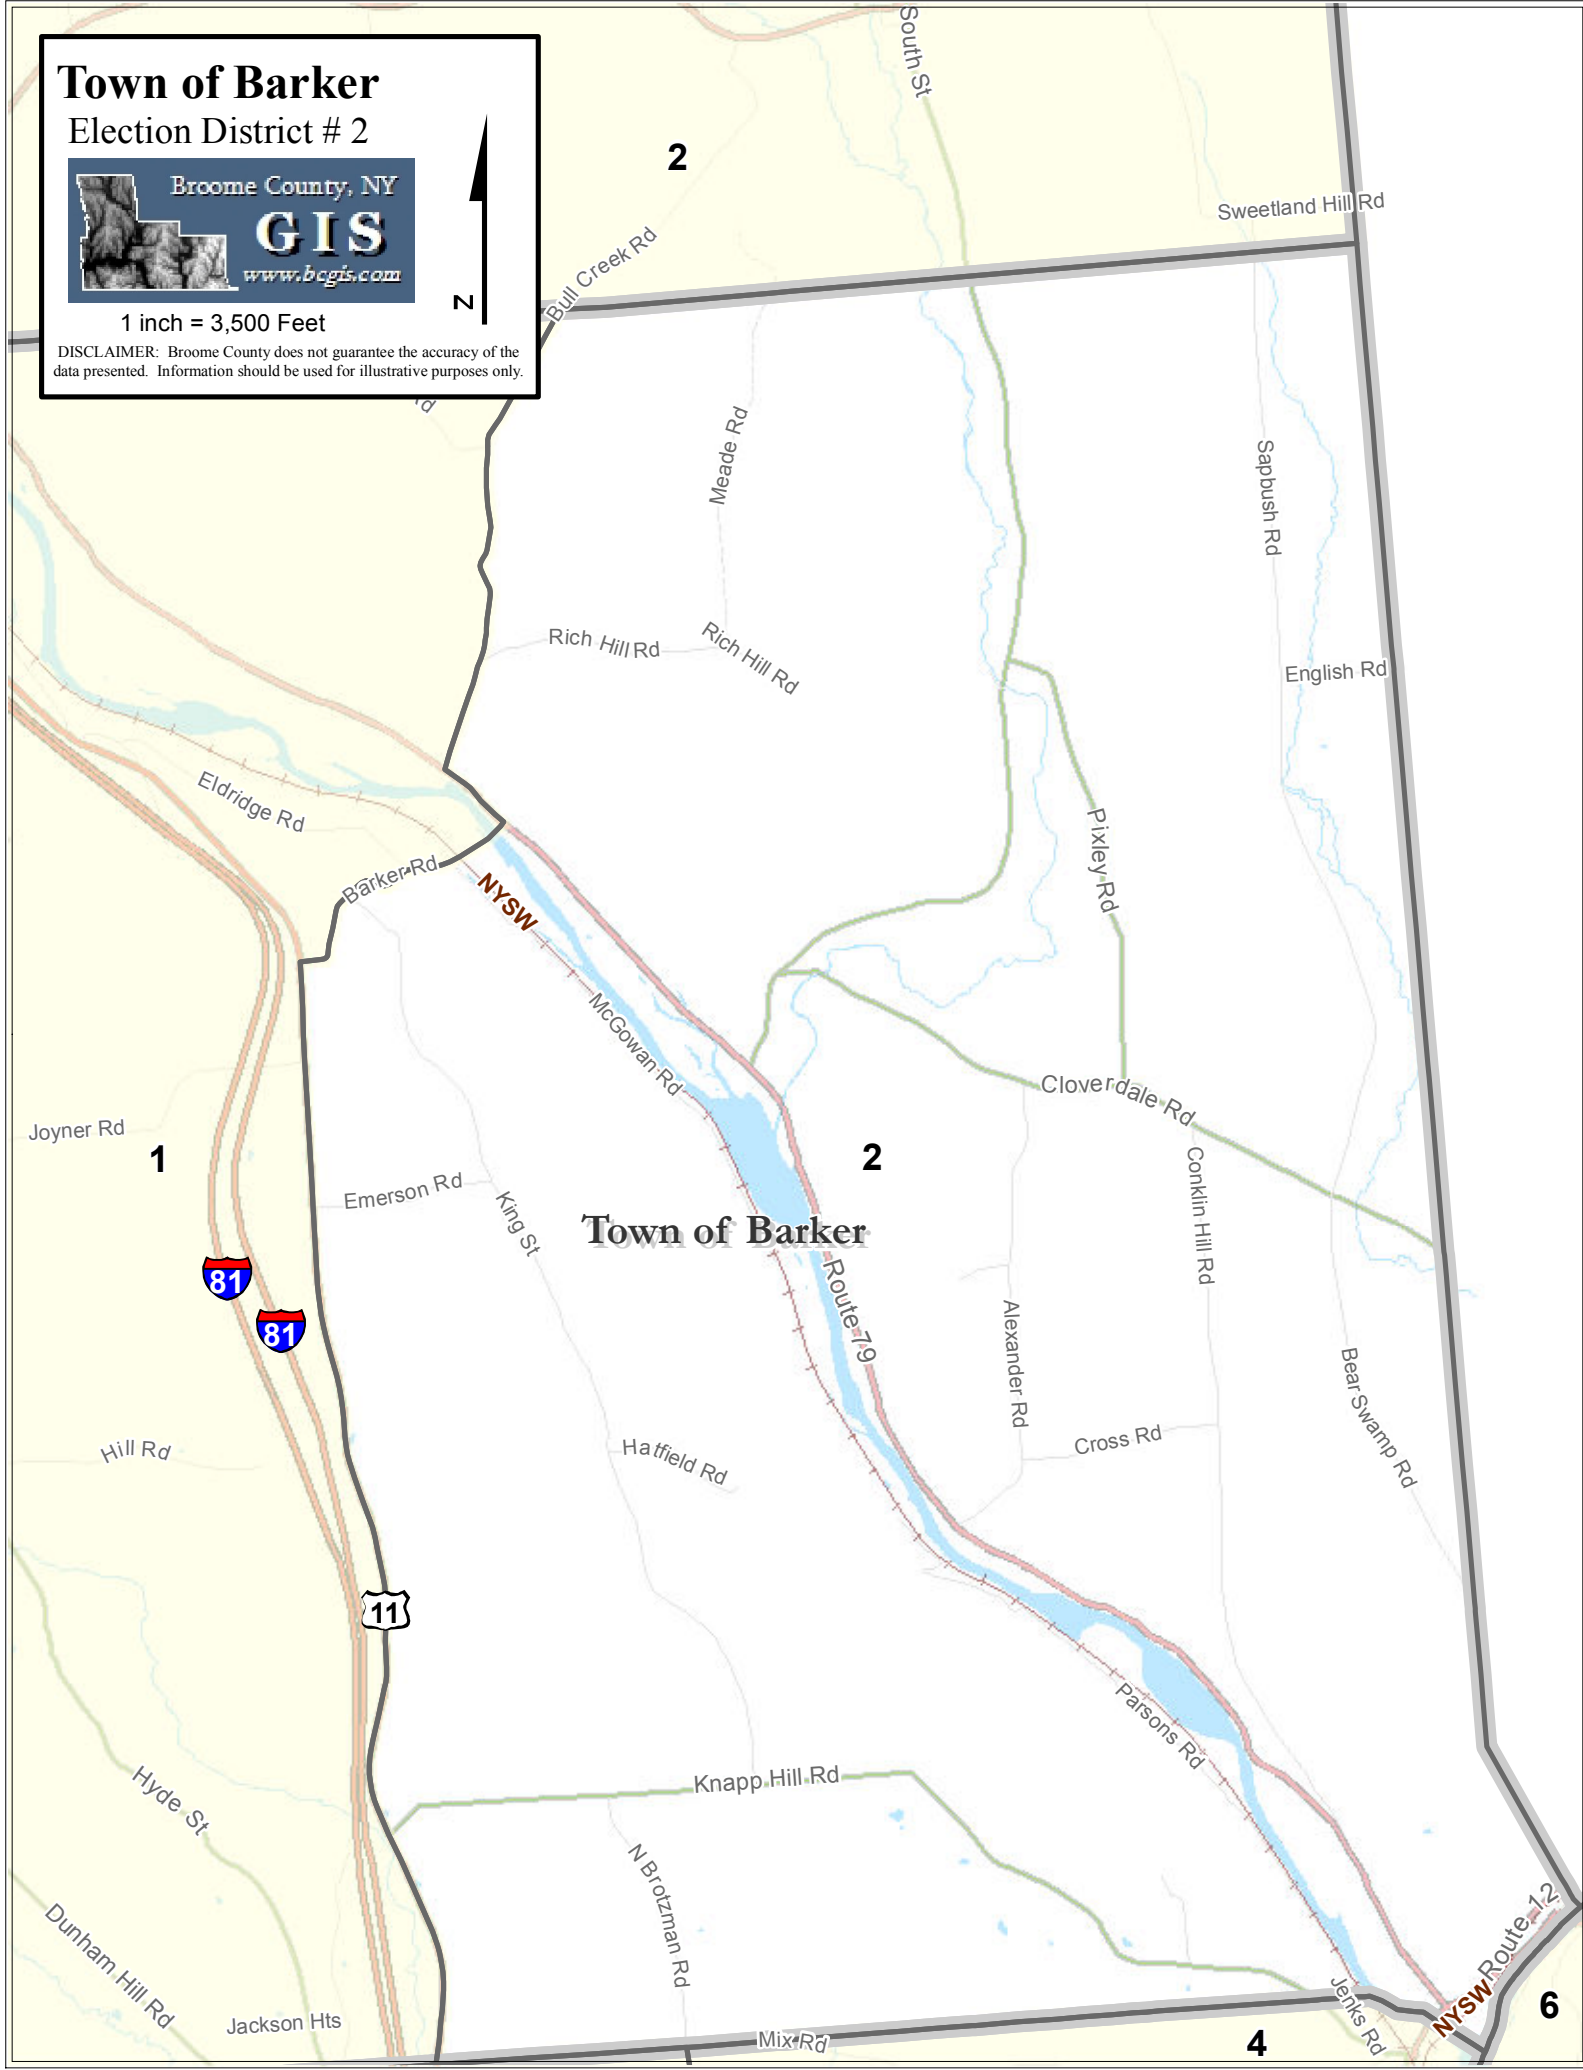 Town of Barker
Election District # 2
Broome County, NY
GIS
www.bcgis.com
N
1 inch = 3,500 Feet
DISCLAIMER: Broome County does not guarantee the accuracy of the
data presented. Information should be used for illustrative purposes only.
South St
2
Sweetland Hill Rd
Bull Creek Rd
Rd
Meade Rd
Sapbush Rd
Rich Hill Rd
Rich Hill Rd
English Rd
Eldridge Rd
Pixley Rd
Barker Rd
NYSW
McGowan Rd
Cloverdale Rd
Joyner Rd
1
2
Emerson Rd
King St
Conklin Hill Rd
Town of Barker
81
Route 79
81
Alexander Rd
Bear Swamp Rd
Hill Rd
Hatfield Rd
Cross Rd
11
Parsons Rd
Knapp Hill Rd
Hyde St
N Brotzman Rd
Route 12
Dunham Hill Rd
Jackson Hts
Jenks Rd
NYSW
6
Mix Rd
4